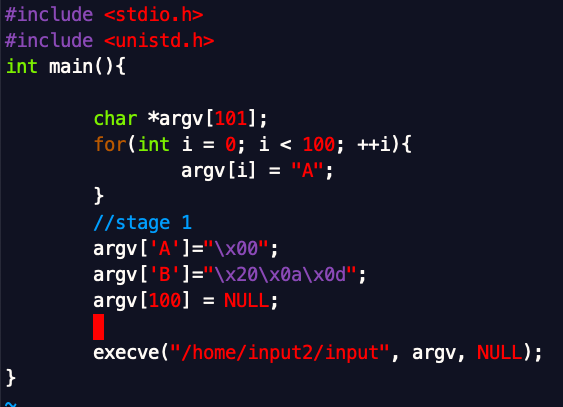 #include <stdio.h>
#include <unistd.h>
int main(){
char *argv[101];
for(int i = 0; i < 100; ++i){
argv[i] = "A";
}
//stage 1
argv['A']="\x00";
argv['B']="\x20\x0a\x0d";
argv[100] = NULL;
execve("/home/input2/input", argv, NULL);
}
~